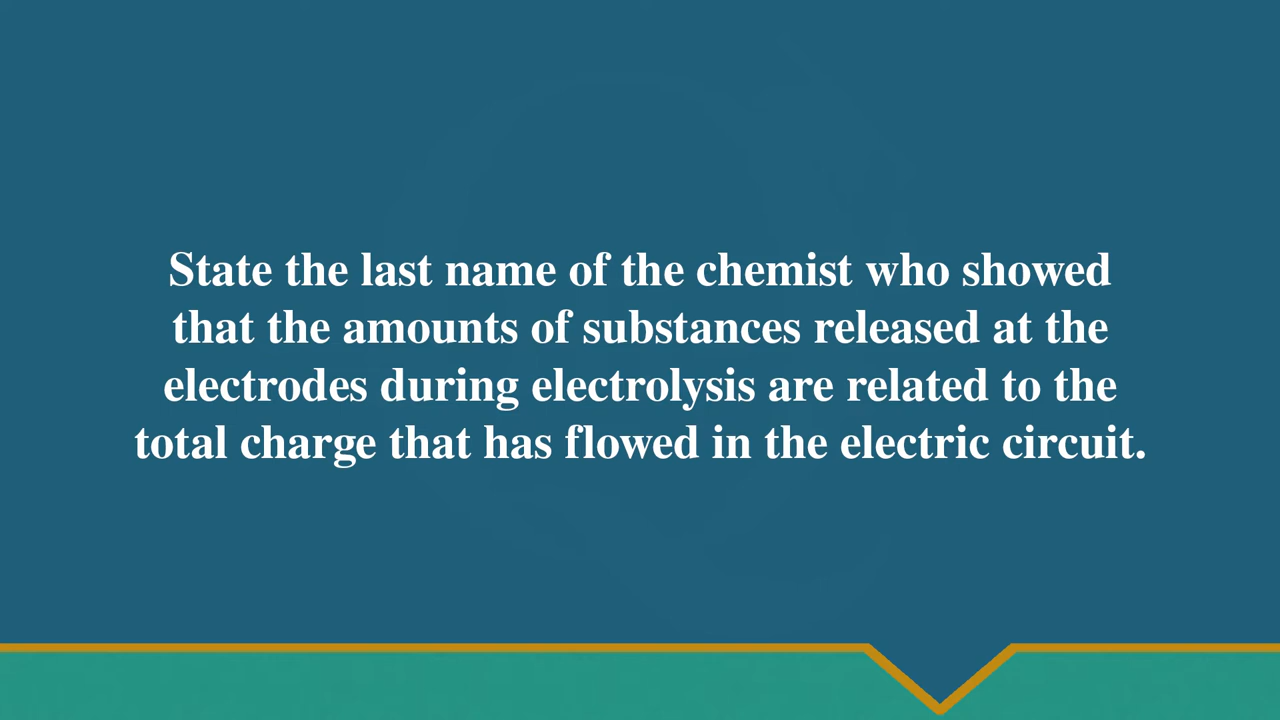 State the last name of the chemist who showed
that the amounts of substances released at the
electrodes during electrolysis are related to the
total charge that has flowed in the electric circuit.